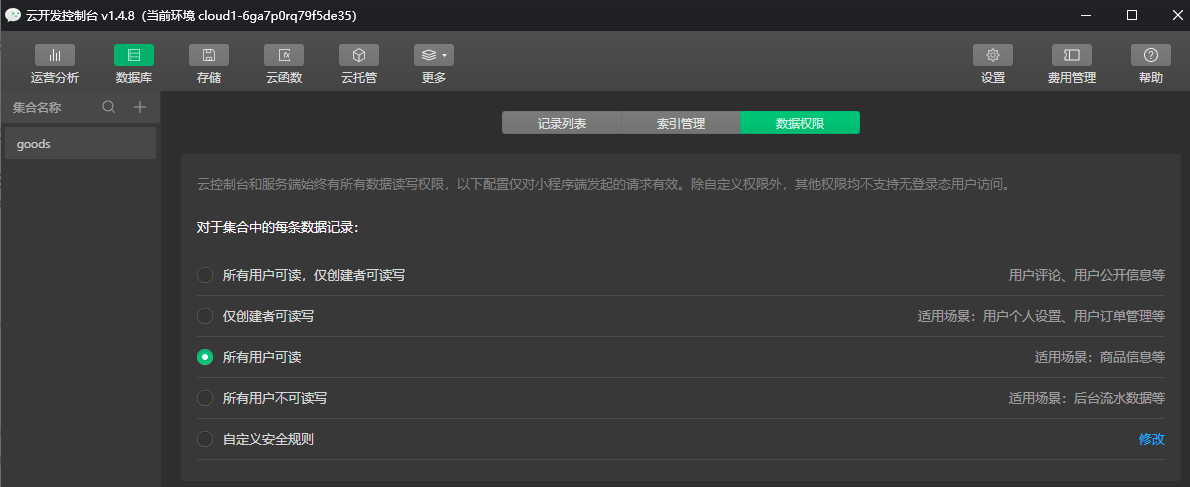 云开发控制台 v1.4.8（当前环境 cloud1-6ga7p0rq79f5de35）
运营分析 数据库 存储 云函数 云托管 更多 设置 费用管理 帮助
集合名称
goods
记录列表 索引管理 数据权限
云控制台和服务端始终有所有数据读写权限，以下配置仅对小程序端发起的请求有效。除自定义权限外，其他权限均不支持无登录态用户访问。
对于集合中的每条数据记录：
所有用户可读，仅创建者可读写 用户评论、用户公开信息等
仅创建者可读写 适用场景：用户个人设置、用户订单管理等
所有用户可读 适用场景：商品信息等
所有用户不可读写 适用场景：后台流水数据等
自定义安全规则 修改